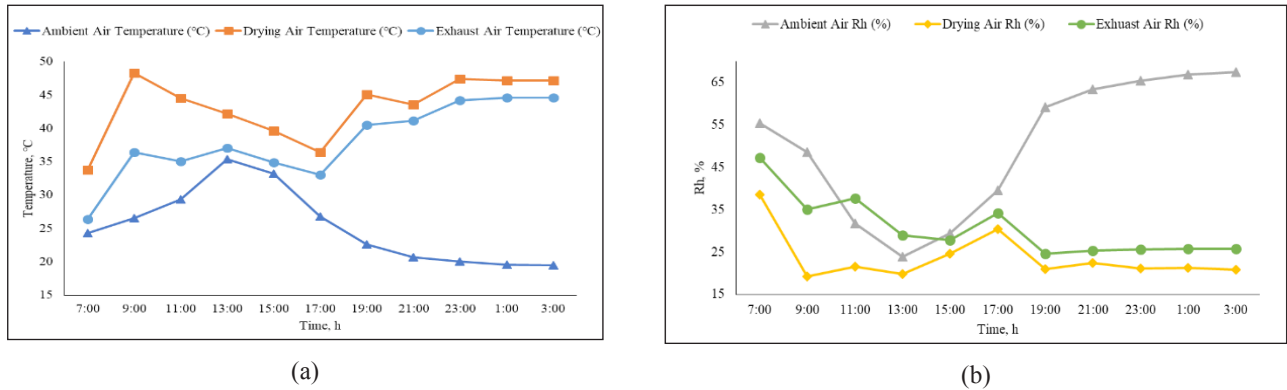 Ambient Air Temperature (°C) Drying Air Temperature (°C) Exhaust Air Temperature (°C)
50
45
40
35
30
25
20
15
Temperature, °C
7:00 9:00 11:00 13:00 15:00 17:00 19:00 21:00 23:00 1:00 3:00
Time, h
(a)
Ambient Air Rh (%) Drying Air Rh (%) Exhuast Air Rh (%)
65
55
45
35
25
15
Rh, %
7:00 9:00 11:00 13:00 15:00 17:00 19:00 21:00 23:00 1:00 3:00
Time, h
(b)